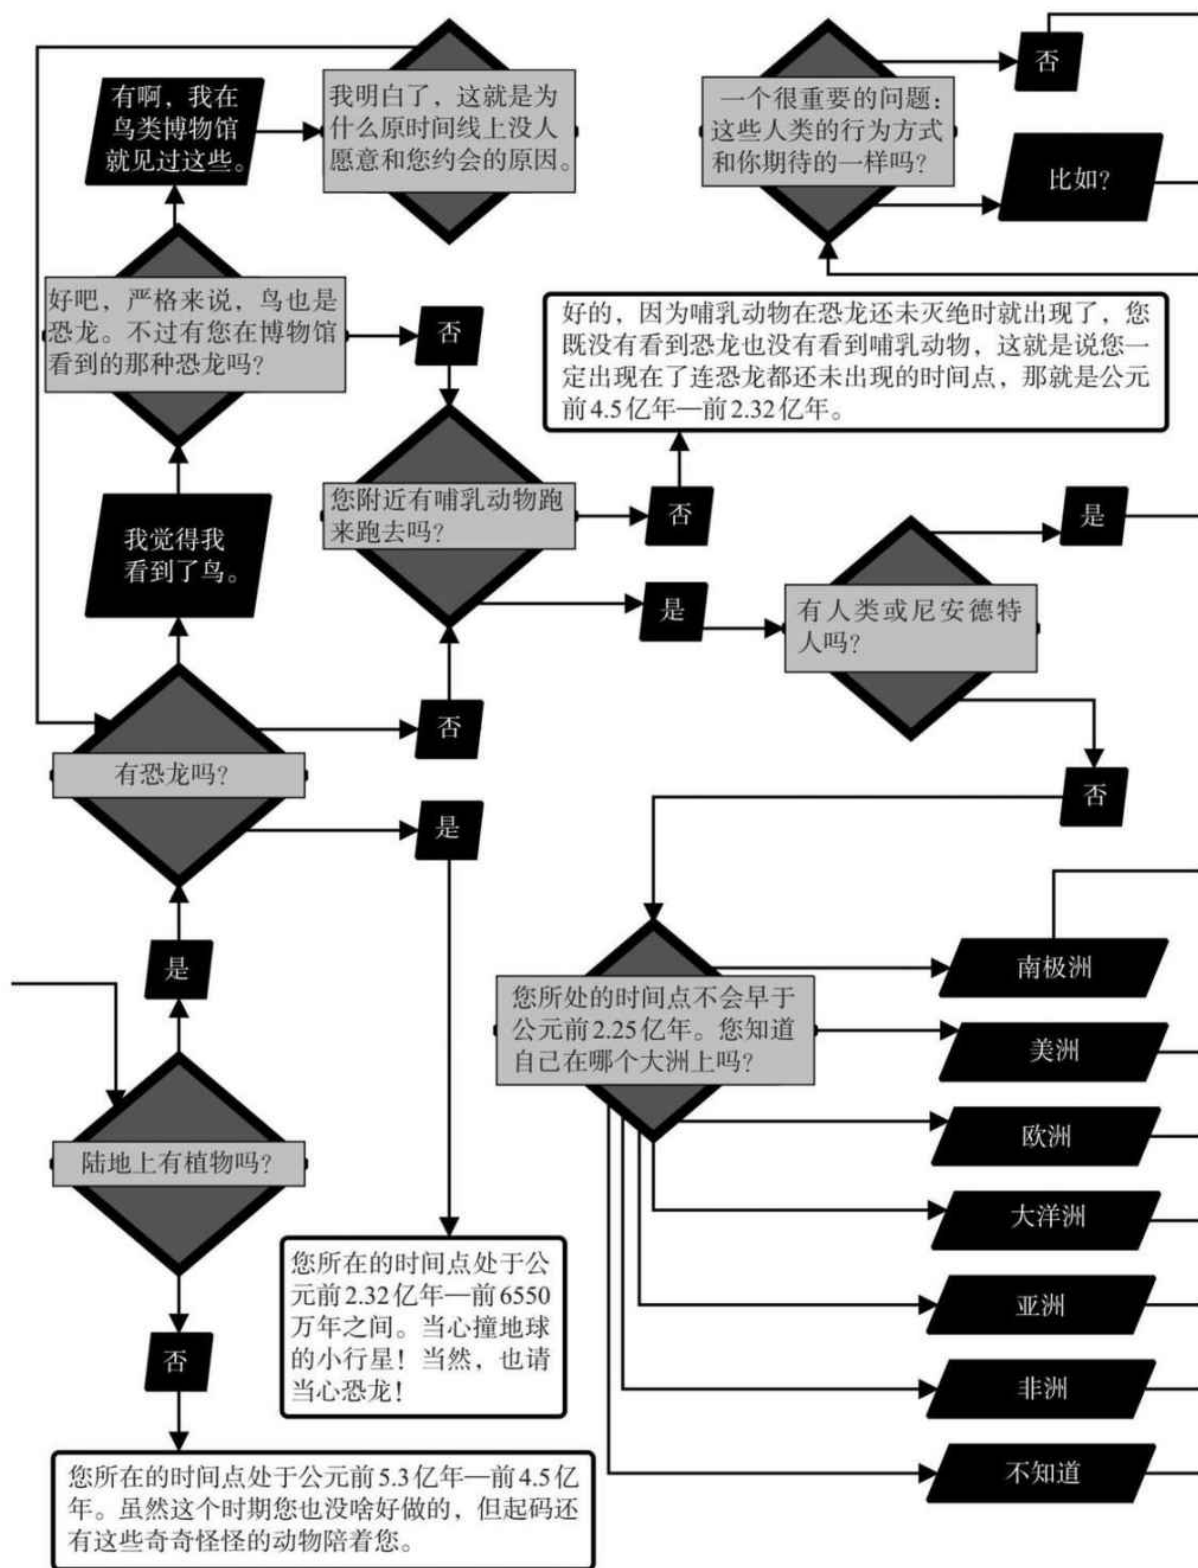 有啊，我在
鸟类博物馆
就见过这些。
我明白了，这就是为
什么原时间线上没人
愿意和您约会的原因。
一个很重要的问题：
这些人类的行为方式
和你期待的一样吗？
否
比如？
好吧，严格来说，鸟也是
恐龙。不过有您在博物馆
看到的那种恐龙吗？
否
好的，因为哺乳动物在恐龙还未灭绝时就出现了，您
既没有看到恐龙也没有看到哺乳动物，这就是说您一
定出现在了连恐龙都还未出现的时间点，那就是公元
前4.5亿年—前2.32亿年。
我觉得我
看到了鸟。
您附近有哺乳动物跑
来跑去吗？
否
是
是
有人类或尼安德特
人吗？
否
有恐龙吗？
否
是
是
您所处的时间点不会早于
公元前2.25亿年。您知道
自己在哪个大洲上吗？
南极洲
美洲
欧洲
大洋洲
亚洲
非洲
不知道
陆地上有植物吗？
否
您所在的时间点处于公
元前2.32亿年—前6550
万年之间。当心撞地球
的小行星！当然，也请
当心恐龙！
您所在的时间点处于公元前5.3亿年—前4.5亿
年。虽然这个时期您也没啥好做的，但起码还
有这些奇奇怪怪的动物陪着您。